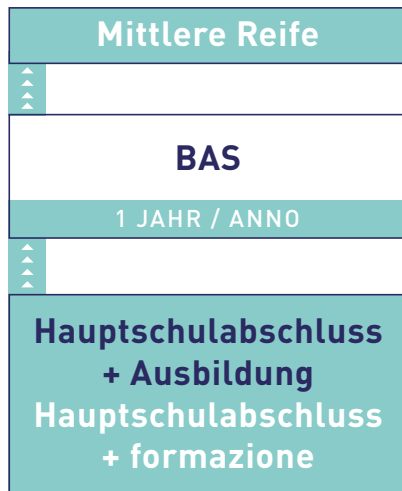 Mittlere Reife
BAS
1 JAHR / ANNO
Hauptschulabschluss
+ Ausbildung
Hauptschulabschluss
+ formazione